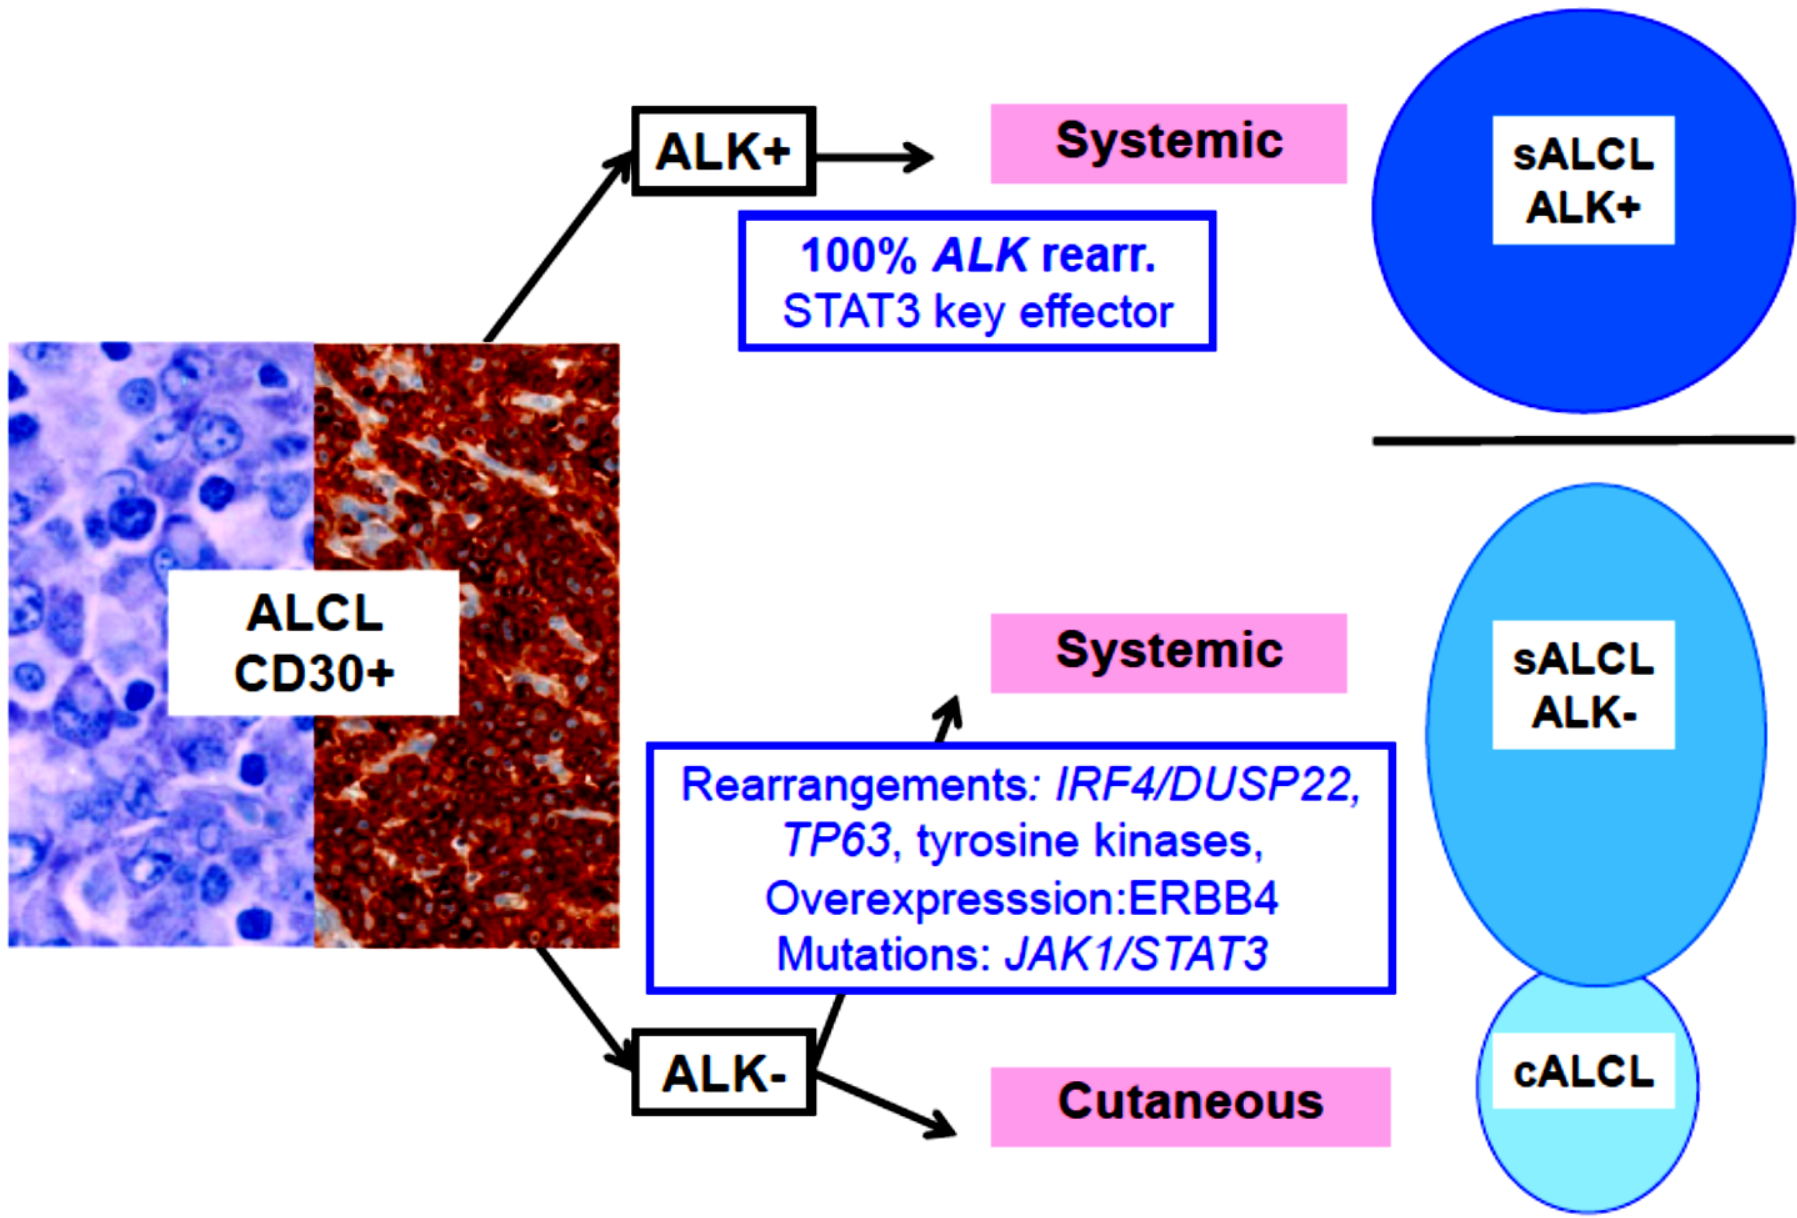 ALK+
Systemic
100% ALK rearr.
STAT3 key effector
sALCL
ALK+
ALCL
CD30+
Systemic
sALCL
ALK-
Rearrangements: IRF4/DUSP22,
TP63, tyrosine kinases,
Overexpresssion:ERBB4
Mutations: JAK1/STAT3
ALK-
Cutaneous
cALCL